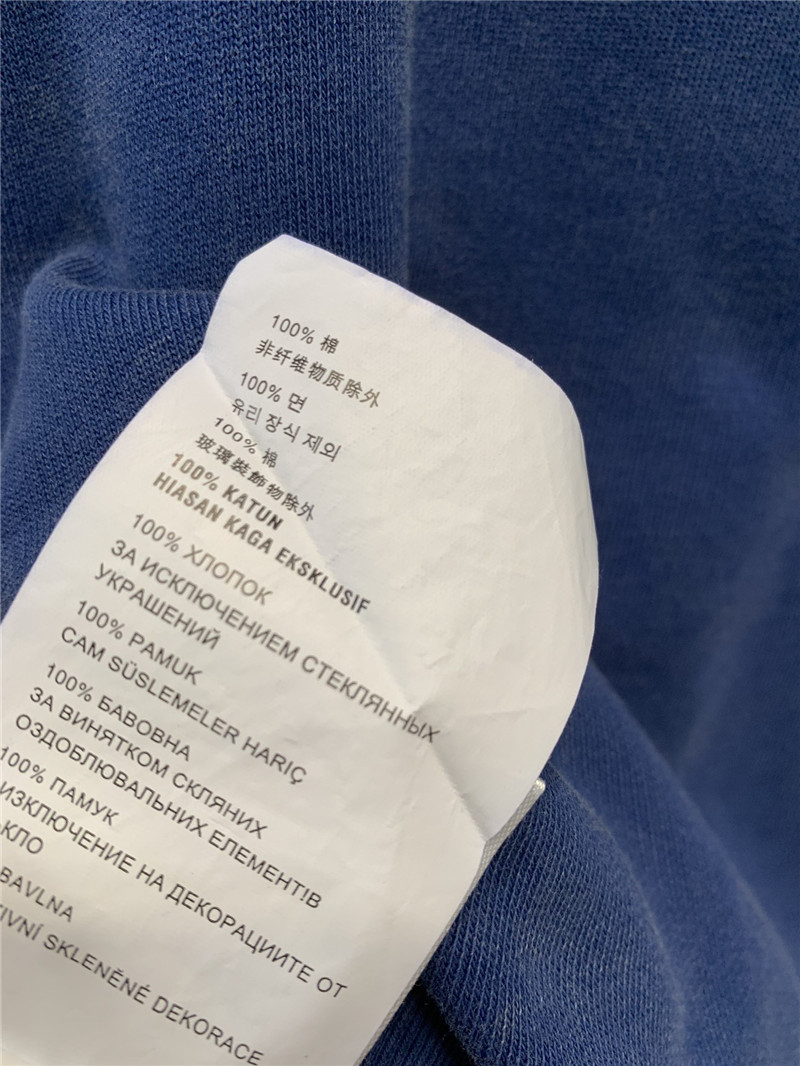 100% 棉
非纤维物质除外
100% 면
유리 장식 제외
100% 棉
玻璃裝飾物除外
100% KATUN
HIASAN KAGA EKSKLUSIF
100% ХЛОПОК
ЗА ИСКЛЮЧЕНИЕМ СТЕКЛЯННЫХ
УКРАШЕНИЙ
100% PAMUK
CAM SÜSLEMELER HARIÇ
100% БАВОВНА
ЗА ВИНЯТКОМ СКЛЯНИХ
ОЗДОБЛЮВАЛЬНИХ ЕЛЕМЕНТ!В
100% ПАМУК
ИЗКЛЮЧЕНИЕ НА ДЕКОРАЦИИТЕ ОТ
КЛО
BAVLNA
TIVNÍ SKLENĚNÉ DEKORACE